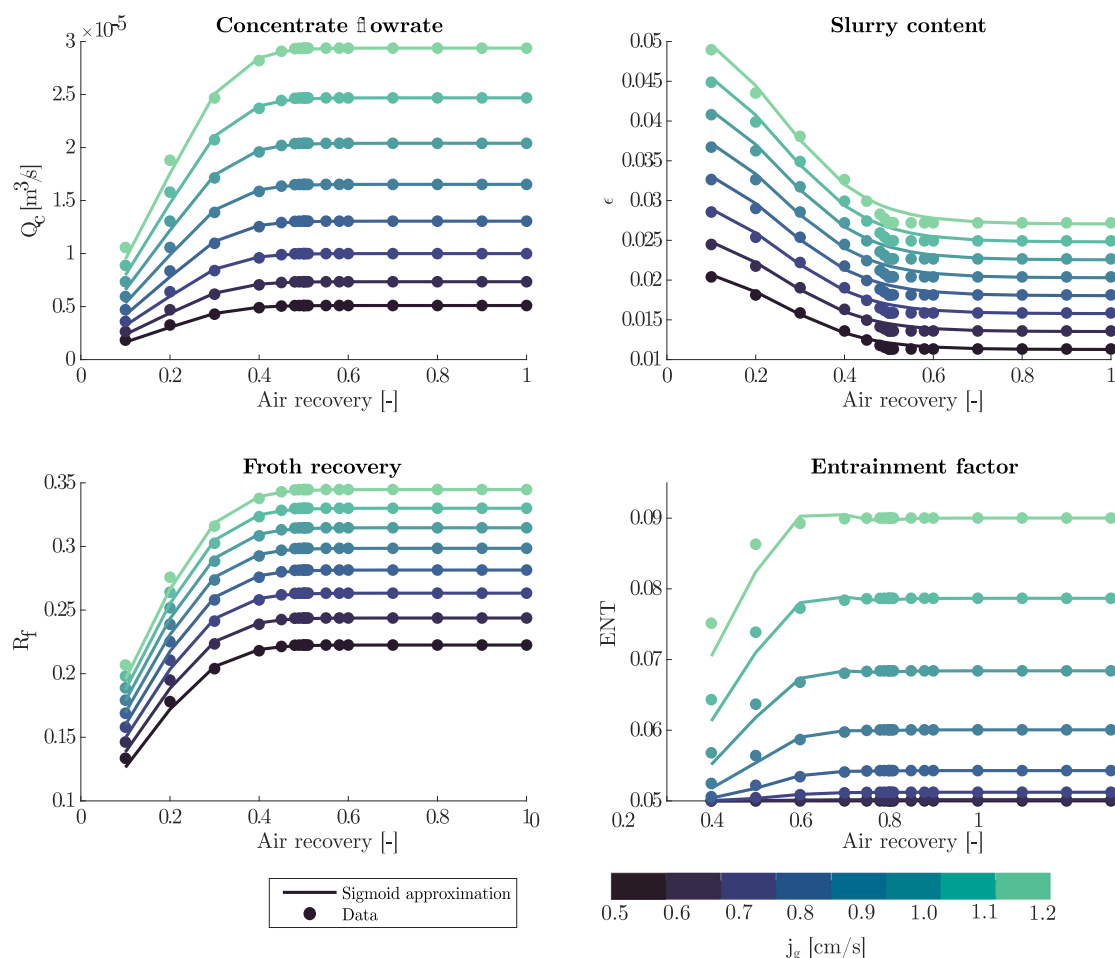 Concentrate flowrate
×10⁻⁵
3
2.5
2
1.5
1
0.5
0
Q_c [m³/s]
0 0.2 0.4 0.6 0.8 1
Air recovery [-]
Slurry content
0.05
0.045
0.04
0.035
0.03
0.025
0.02
0.015
0.01
ϵ
0 0.2 0.4 0.6 0.8 1
Air recovery [-]
Froth recovery
0.35
0.3
0.25
0.2
0.15
0.1
R_f
0 0.2 0.4 0.6 0.8 1
Air recovery [-]
Entrainment factor
0.09
0.08
0.07
0.06
0.05
ENT
0 0.2 0.4 0.6 0.8 1
Air recovery [-]
Sigmoid approximation
Data
0.5 0.6 0.7 0.8 0.9 1.0 1.1 1.2
j_g [cm/s]